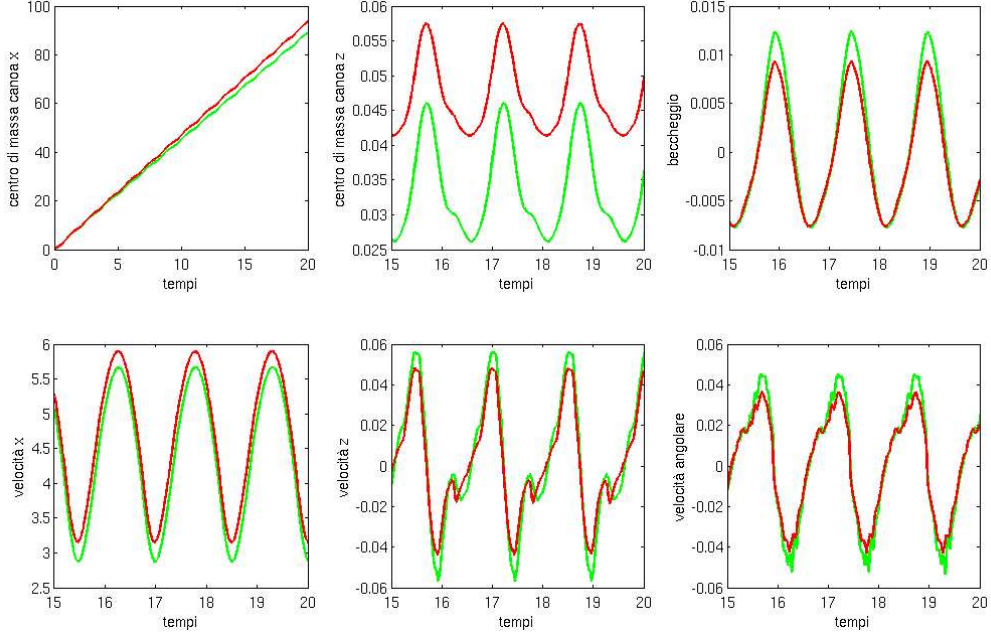 centro di massa canoa x
100
80
60
40
20
0
0 5 10 15 20
tempi
centro di massa canoa z
0.06
0.055
0.05
0.045
0.04
0.035
0.03
0.025
15 16 17 18 19 20
tempi
beccheggio
0.015
0.01
0.005
0
-0.005
-0.01
15 16 17 18 19 20
tempi
velocità x
6
5.5
5
4.5
4
3.5
3
2.5
15 16 17 18 19 20
tempi
velocità z
0.06
0.04
0.02
0
-0.02
-0.04
-0.06
15 16 17 18 19 20
tempi
velocità angolare
0.06
0.04
0.02
0
-0.02
-0.04
-0.06
15 16 17 18 19 20
tempi